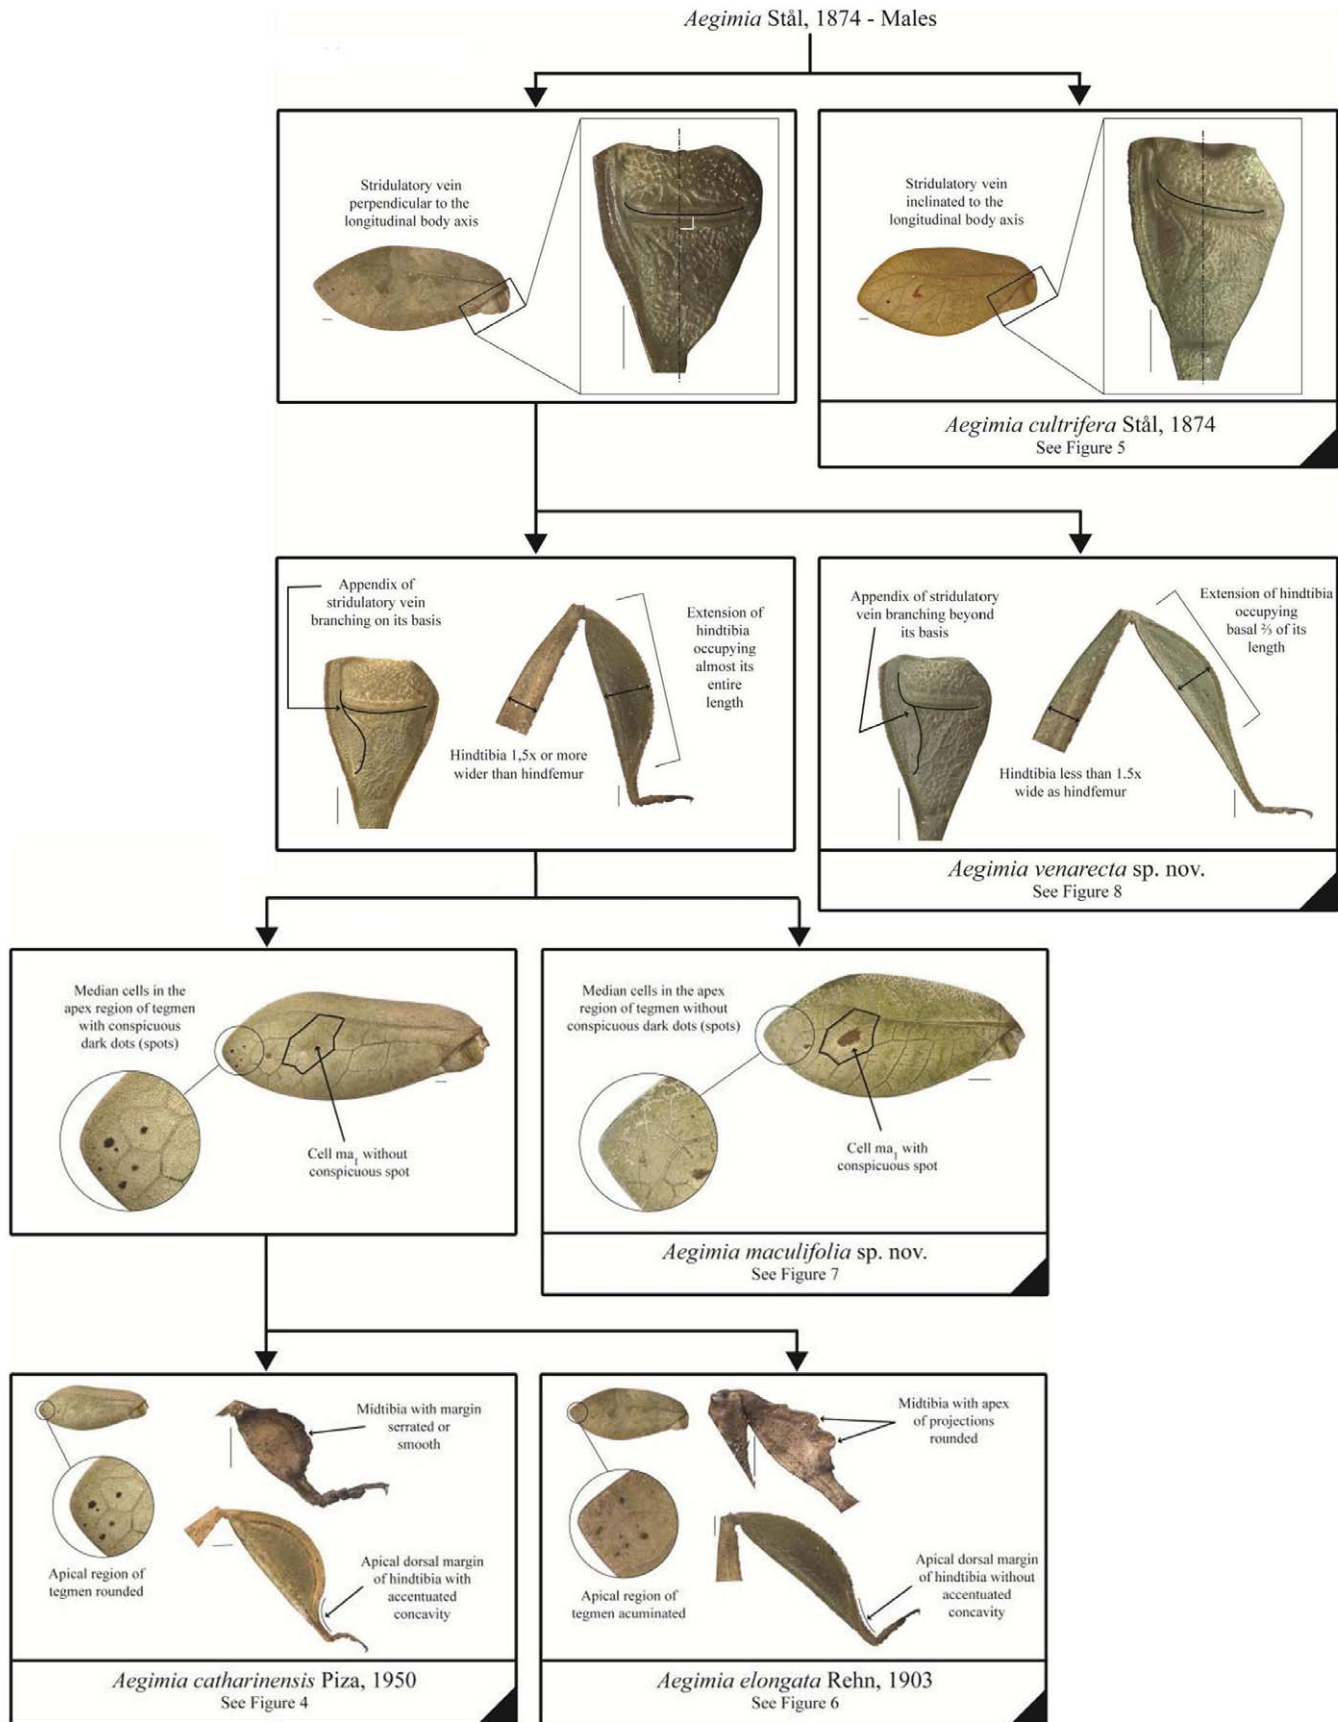 Aegimia Stål, 1874 - Males
Stridulatory vein
perpendicular to the
longitudinal body axis
Stridulatory vein
inclinated to the
longitudinal body axis
Aegimia cultrifera Stål, 1874
See Figure 5
Appendix of
stridulatory vein
branching on its basis
Extension of
hindtibia
occupying
almost its
entire
length
Hindtibia 1,5x or more
wider than hindfemur
Appendix of stridulatory
vein branching beyond
its basis
Extension of hindtibia
occupying
basal ⅔ of its
length
Hindtibia less than 1.5x
wide as hindfemur
Aegimia venarecta sp. nov.
See Figure 8
Median cells in the
apex region of tegmen
with conspicuous
dark dots (spots)
Cell ma1 without
conspicuous spot
Median cells in the apex
region of tegmen without
conspicuous dark dots (spots)
Cell ma1 with
conspicuous spot
Aegimia maculifolia sp. nov.
See Figure 7
Midtibia with margin
serrated or
smooth
Apical region of
tegmen rounded
Apical dorsal margin
of hindtibia with
accentuated
concavity
Aegimia catharinensis Piza, 1950
See Figure 4
Midtibia with apex
of projections
rounded
Apical region of
tegmen acuminated
Apical dorsal margin
of hindtibia without
accentuated
concavity
Aegimia elongata Rehn, 1903
See Figure 6